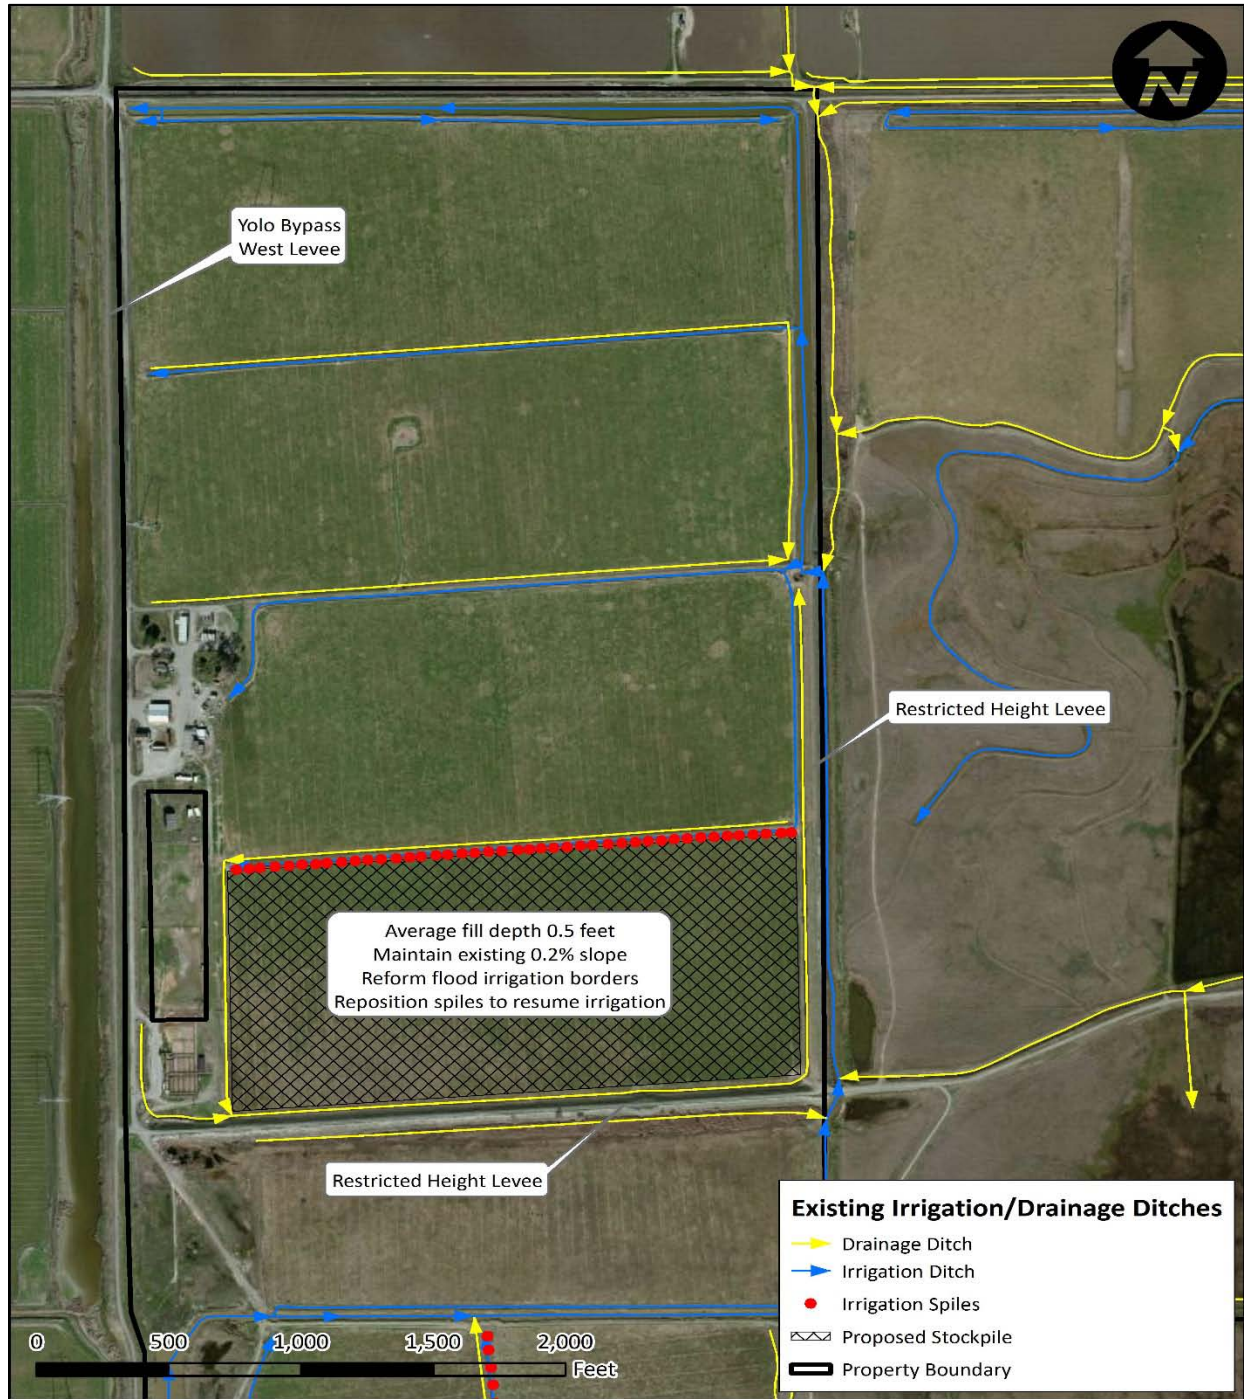 N
Yolo Bypass
West Levee
Restricted Height Levee
Average fill depth 0.5 feet
Maintain existing 0.2% slope
Reform flood irrigation borders
Reposition spiles to resume irrigation
Restricted Height Levee
Existing Irrigation/Drainage Ditches
Drainage Ditch
Irrigation Ditch
Irrigation Spiles
Proposed Stockpile
Property Boundary
0 500 1,000 1,500 2,000
Feet